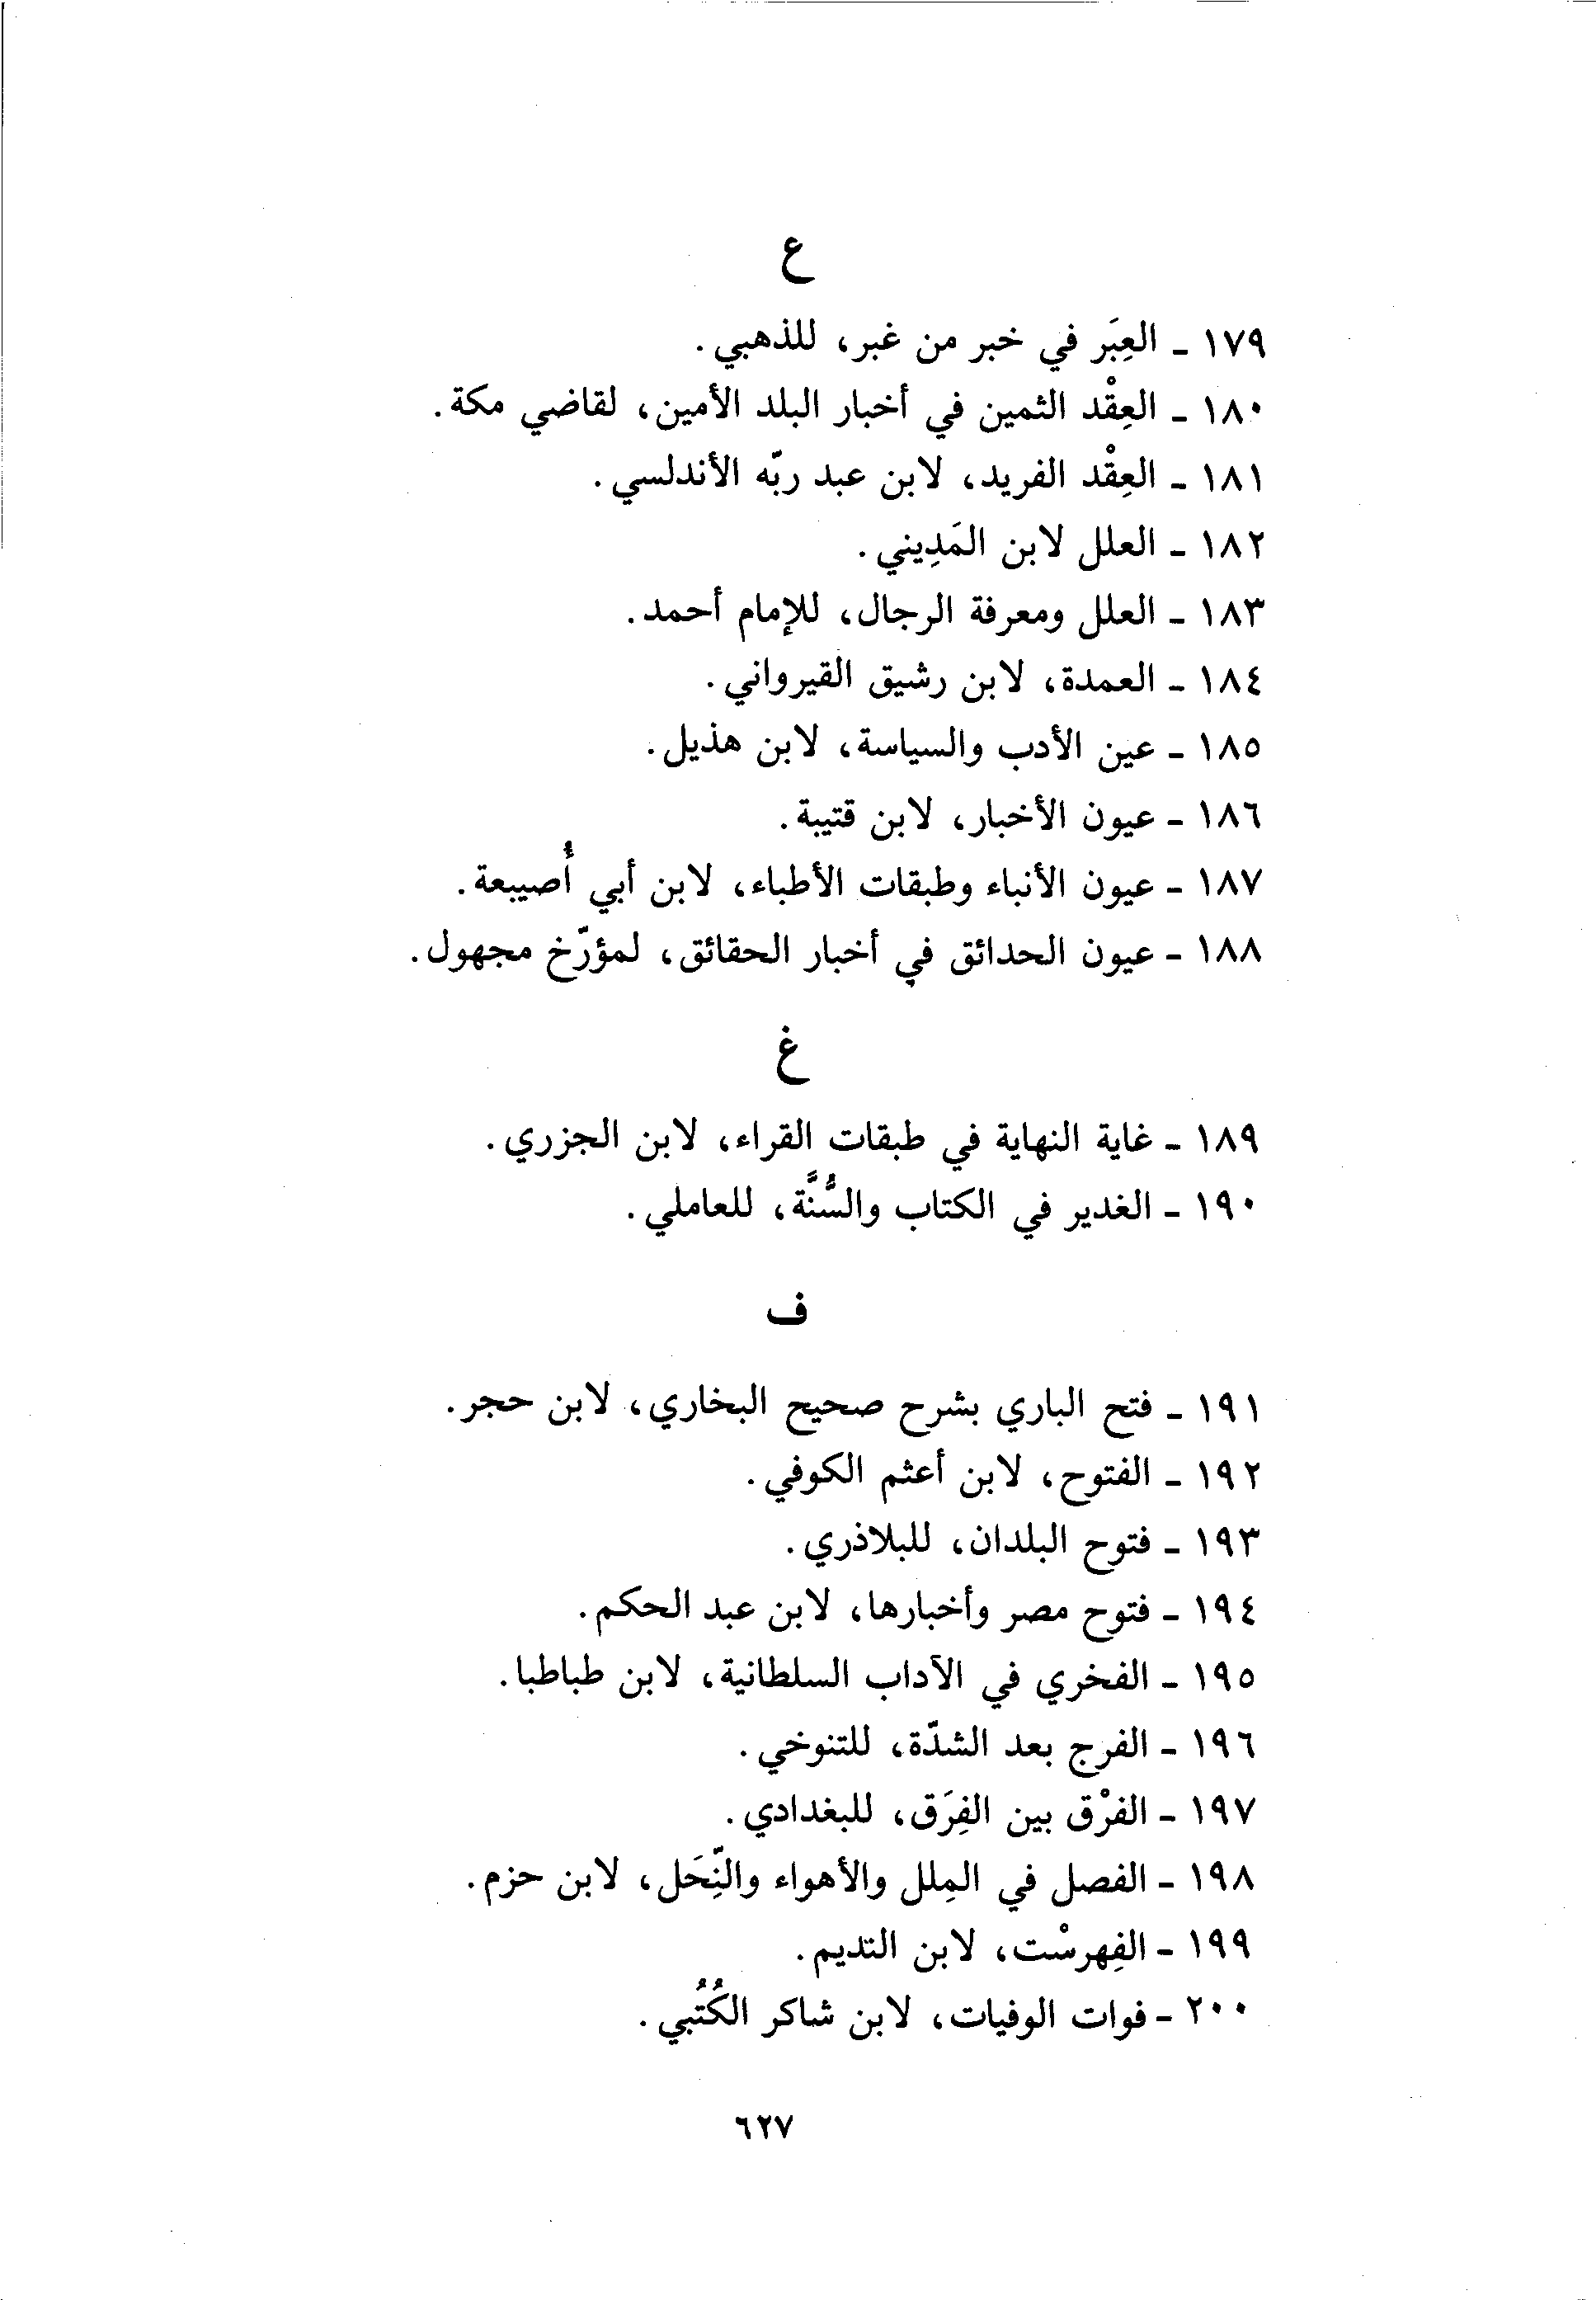 ع
١٧٩ - العِبَر في خبر من غبر، للذهبي.
١٨٠ - العِقْد الثمين في أخبار البلد الأمين، لقاضي مكة.
١٨١ - العِقْد الفريد، لابن عبد ربّه الأندلسي.
١٨٢ - العلل لابن المَدِيني.
١٨٣ - العلل ومعرفة الرجال، للإمام أحمد.
١٨٤ - العمدة، لابن رشيق القيرواني.
١٨٥ - عين الأدب والسياسة، لابن هذيل.
١٨٦ - عيون الأخبار، لابن قتيبة.
١٨٧ - عيون الأنباء وطبقات الأطباء، لابن أبي أُصيبعة.
١٨٨ - عيون الحدائق في أخبار الحقائق، لمؤرّخ مجهول.
غ
١٨٩ - غاية النهاية في طبقات القراء، لابن الجزري.
١٩٠ - الغدير في الكتاب والسُّنَّة، للعاملي.
ف
١٩١ - فتح الباري بشرح صحيح البخاري، لابن حجر.
١٩٢ - الفتوح، لابن أعثم الكوفي.
١٩٣ - فتوح البلدان، للبلاذري.
١٩٤ - فتوح مصر وأخبارها، لابن عبد الحكم.
١٩٥ - الفخري في الآداب السلطانية، لابن طباطبا.
١٩٦ - الفرج بعد الشدّة، للتنوخي.
١٩٧ - الفرْق بين الفِرَق، للبغدادي.
١٩٨ - الفصل في المِلل والأهواء والنِّحَل، لابن حزم.
١٩٩ - الفِهرسْت، لابن النديم.
٢٠٠ - فوات الوفيات، لابن شاكر الكُتُبي.
٦٢٧